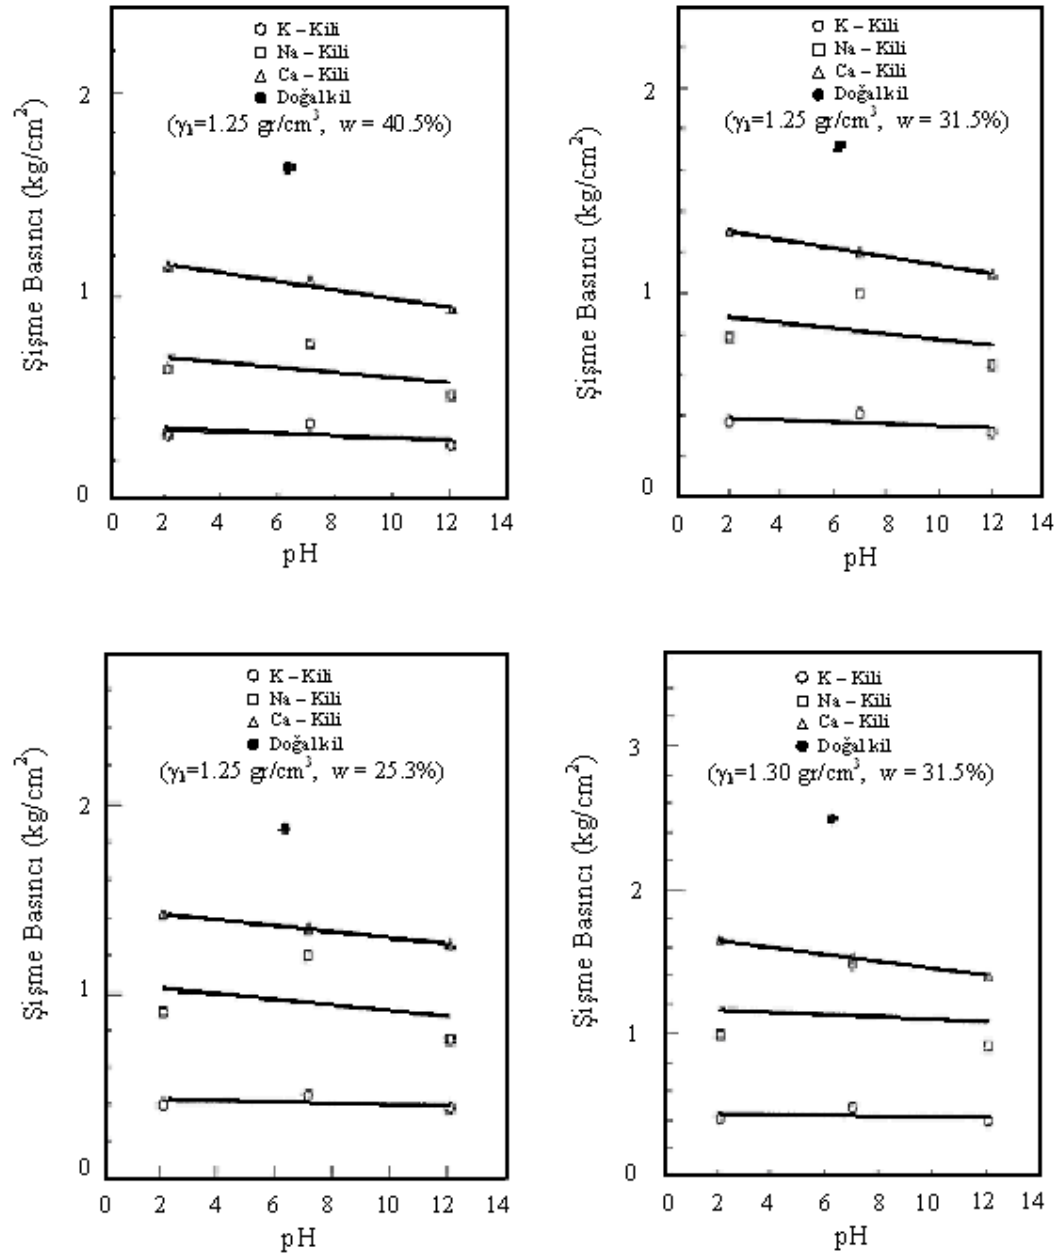 K – Kili
Na – Kili
Ca – Kili
Doğalkil
(γ₁=1.25 gr/cm³, w = 40.5%)
Şişme Basıncı (kg/cm²)
2
1
0
0 2 4 6 8 10 12 14
pH
K – Kili
Na – Kili
Ca – Kili
Doğalkil
(γ₁=1.25 gr/cm³, w = 31.5%)
Şişme Basıncı (kg/cm²)
2
1
0
0 2 4 6 8 10 12 14
pH
K – Kili
Na – Kili
Ca – Kili
Doğalkil
(γ₁=1.25 gr/cm³, w = 25.3%)
Şişme Basıncı (kg/cm²)
2
1
0
0 2 4 6 8 10 12 14
pH
K – Kili
Na – Kili
Ca – Kili
Doğalkil
(γ₁=1.30 gr/cm³, w = 31.5%)
Şişme Basıncı (kg/cm²)
3
2
1
0
0 2 4 6 8 10 12 14
pH